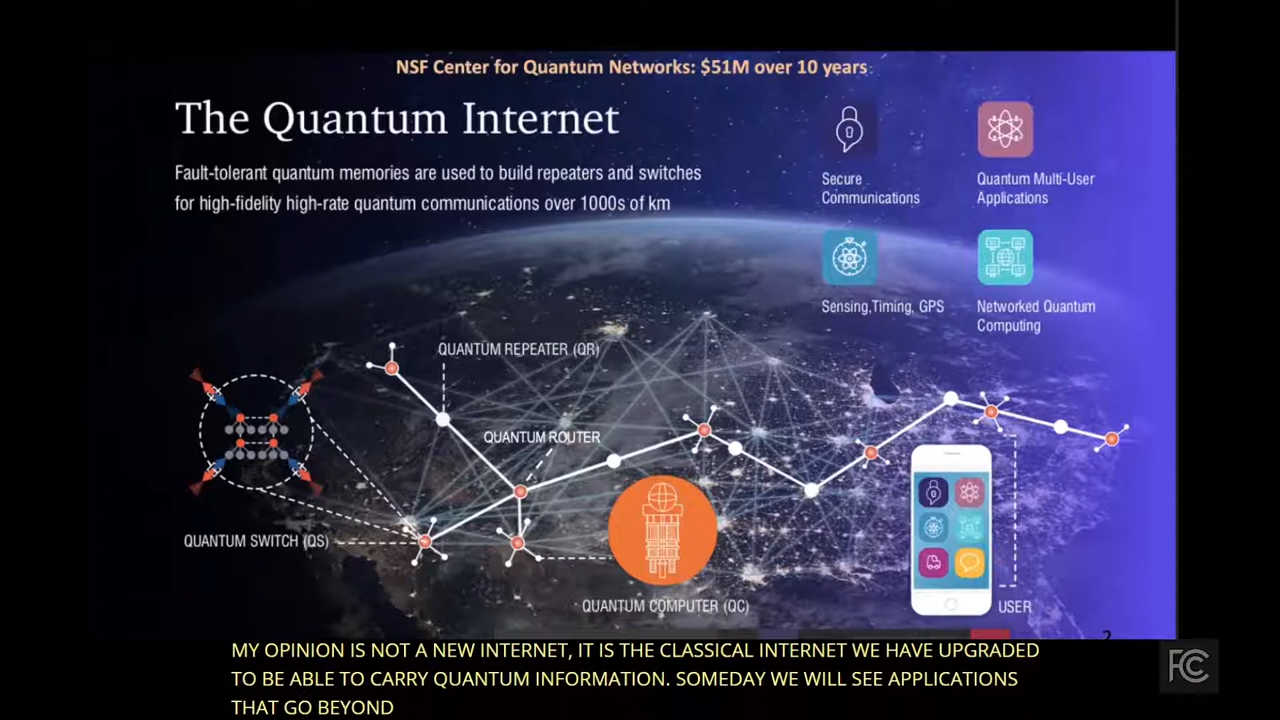 NSF Center for Quantum Networks: $51M over 10 years
The Quantum Internet
Fault-tolerant quantum memories are used to build repeaters and switches
for high-fidelity high-rate quantum communications over 1000s of km
Secure
Communications
Quantum Multi-User
Applications
Sensing,Timing, GPS
Networked Quantum
Computing
QUANTUM REPEATER (QR)
QUANTUM ROUTER
QUANTUM SWITCH (QS)
QUANTUM COMPUTER (QC)
USER
2
MY OPINION IS NOT A NEW INTERNET, IT IS THE CLASSICAL INTERNET WE HAVE UPGRADED
TO BE ABLE TO CARRY QUANTUM INFORMATION. SOMEDAY WE WILL SEE APPLICATIONS
THAT GO BEYOND
FCC